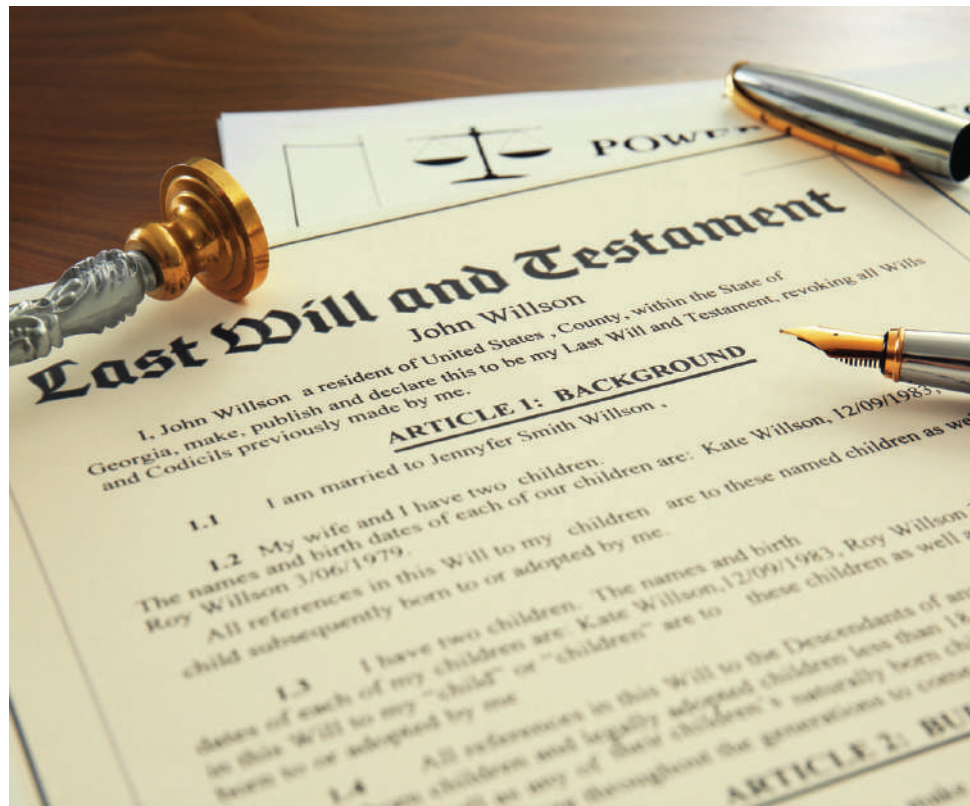 POWER
Last Will and Testament
John Willson
I, John Willson a resident of United States , County, within the State of
Georgia, make, publish and declare this to be my Last Will and Testament, revoking all Wills
and Codicils previously made by me.
ARTICLE 1: BACKGROUND
1.1 I am married to Jennyfer Smith Willson ,
1.2 My wife and I have two children.
The names and birth dates of each of our children are: Kate Willson, 12/09/1983,
Roy Willson 3/06/1979.
All references in this Will to my children are to these named children as well
child subsequently born to or adopted by me.
1.3 I have two children. The names and birth
dates of each of my children are: Kate Willson,12/09/1983, Roy Willson
in this Will to my "child" or "children" are to these children as well a
born to or adopted by me
1.4 All references in this Will to the Descendants of an
children and legally adopted children less than 18
as any of their children's naturally born chi
throughout the generations to come
ARTICLE 2: